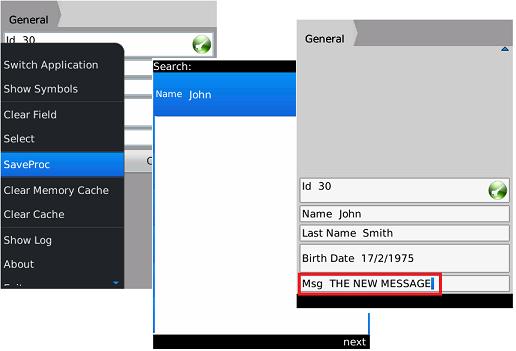 General
Id 30
Switch Application
Show Symbols
Clear Field
Select
SaveProc
Clear Memory Cache
Clear Cache
Show Log
About
C
Search:
Name John
next
General
Id 30
Name John
Last Name Smith
Birth Date 17/2/1975
Msg THE NEW MESSAGE